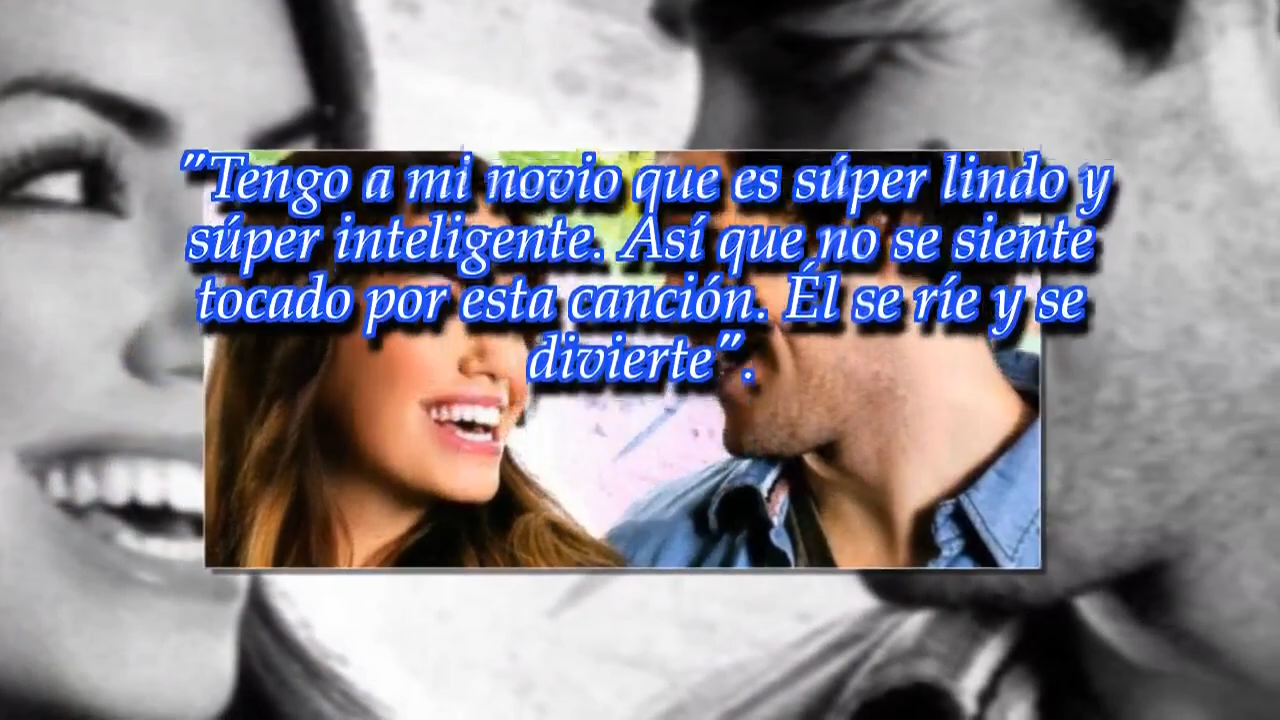 "Tengo a mi novio que es súper lindo y
súper inteligente. Así que no se siente
tocado por esta canción. Él se ríe y se
divierte".